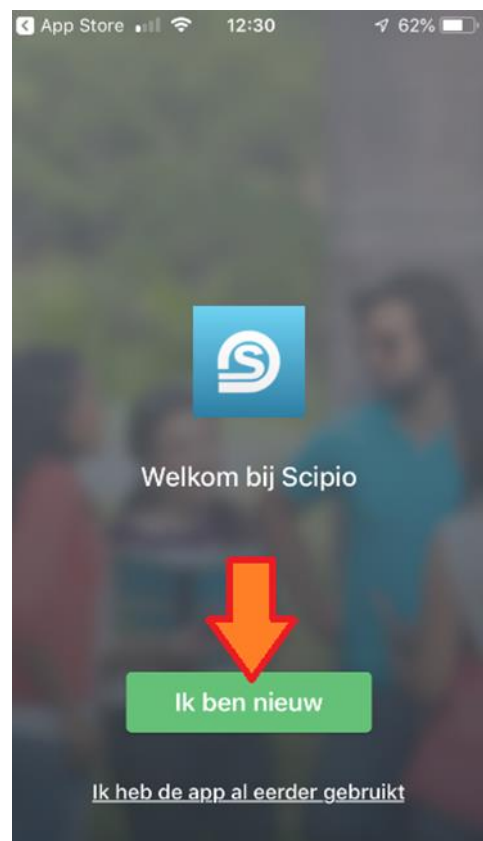 App Store 12:30 62%
S
Welkom bij Scipio
Ik ben nieuw
Ik heb de app al eerder gebruikt